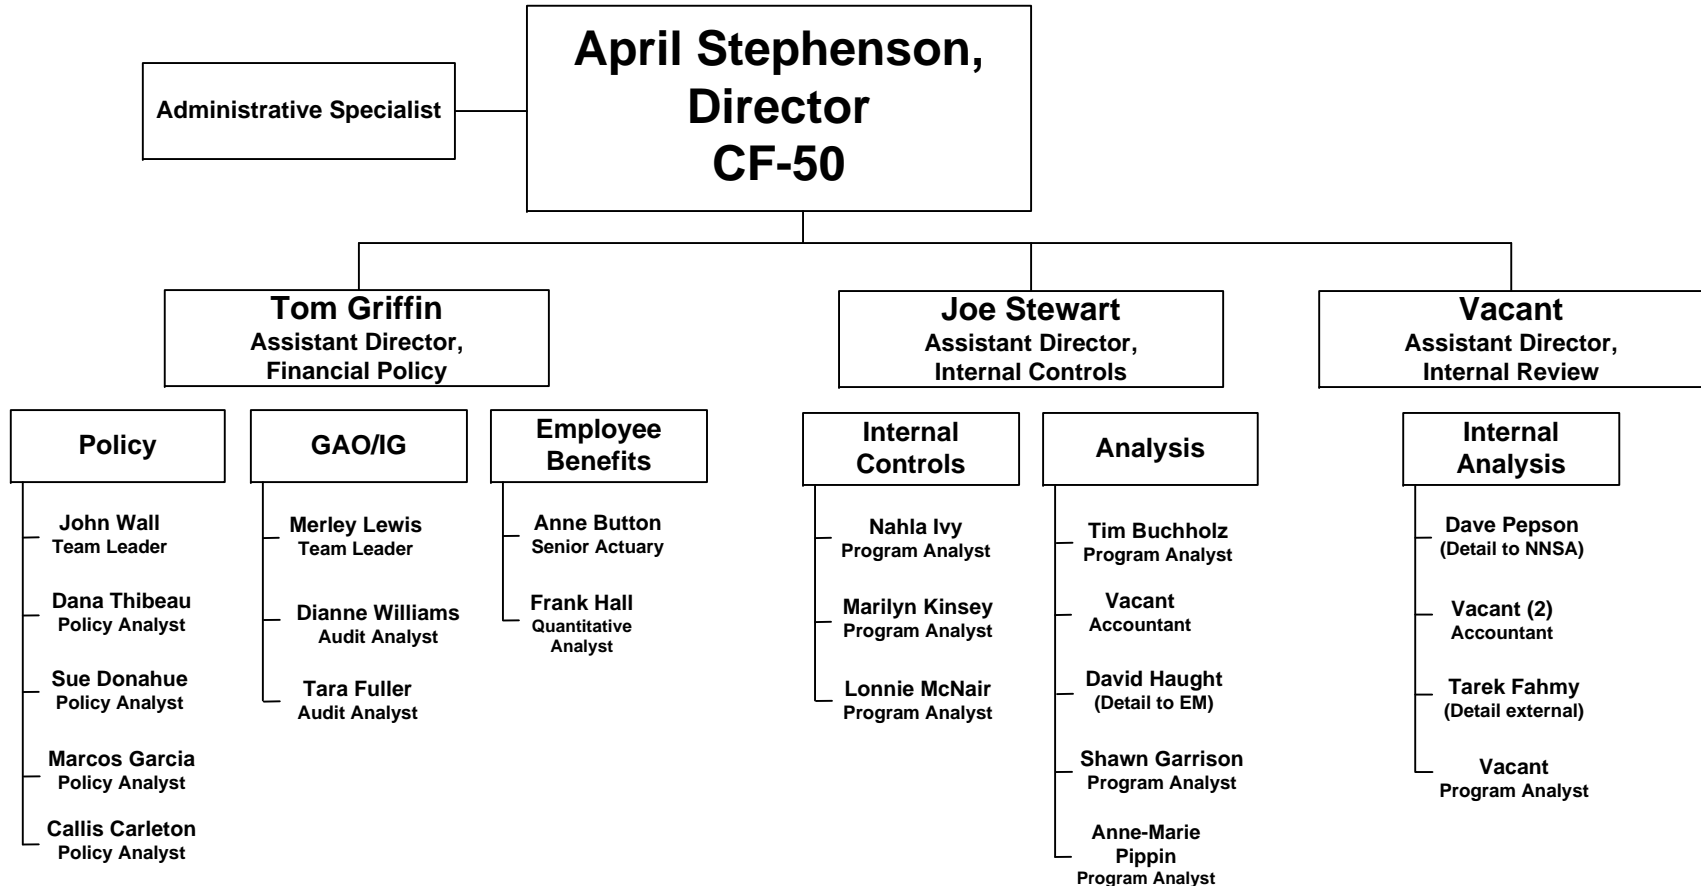 April Stephenson,
Director
CF-50
Administrative Specialist
Tom Griffin
Assistant Director,
Financial Policy
Joe Stewart
Assistant Director,
Internal Controls
Vacant
Assistant Director,
Internal Review
Policy
John Wall
Team Leader
Dana Thibeau
Policy Analyst
Sue Donahue
Policy Analyst
Marcos Garcia
Policy Analyst
Callis Carleton
Policy Analyst
GAO/IG
Merley Lewis
Team Leader
Dianne Williams
Audit Analyst
Tara Fuller
Audit Analyst
Employee
Benefits
Anne Button
Senior Actuary
Frank Hall
Quantitative
Analyst
Internal
Controls
Nahla Ivy
Program Analyst
Marilyn Kinsey
Program Analyst
Lonnie McNair
Program Analyst
Analysis
Tim Buchholz
Program Analyst
Vacant
Accountant
David Haught
(Detail to EM)
Shawn Garrison
Program Analyst
Anne-Marie
Pippin
Program Analyst
Internal
Analysis
Dave Pepson
(Detail to NNSA)
Vacant (2)
Accountant
Tarek Fahmy
(Detail external)
Vacant
Program Analyst